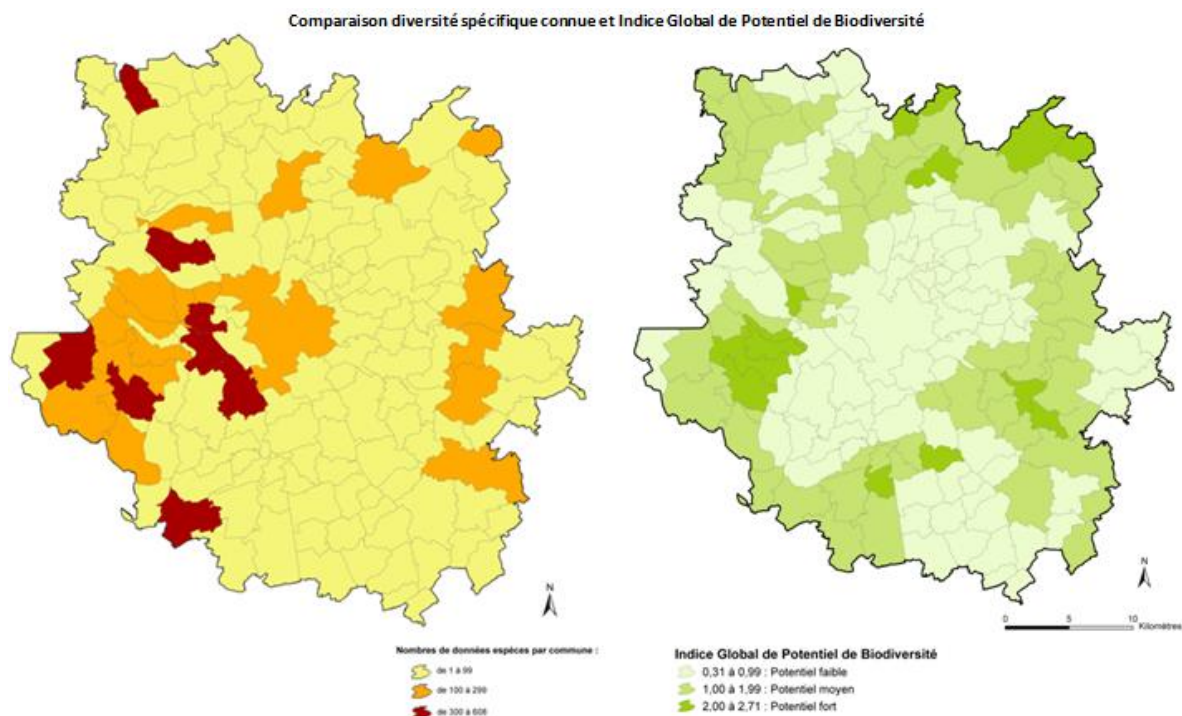 Comparaison diversité spécifique connue et Indice Global de Potentiel de Biodiversité
N
N
0 5 10
Kilomètres
Nombres de données espèces par commune :
de 1 à 99
de 100 à 299
de 300 à 608
Indice Global de Potentiel de Biodiversité
0,31 à 0,99 : Potentiel faible
1,00 à 1,99 : Potentiel moyen
2,00 à 2,71 : Potentiel fort